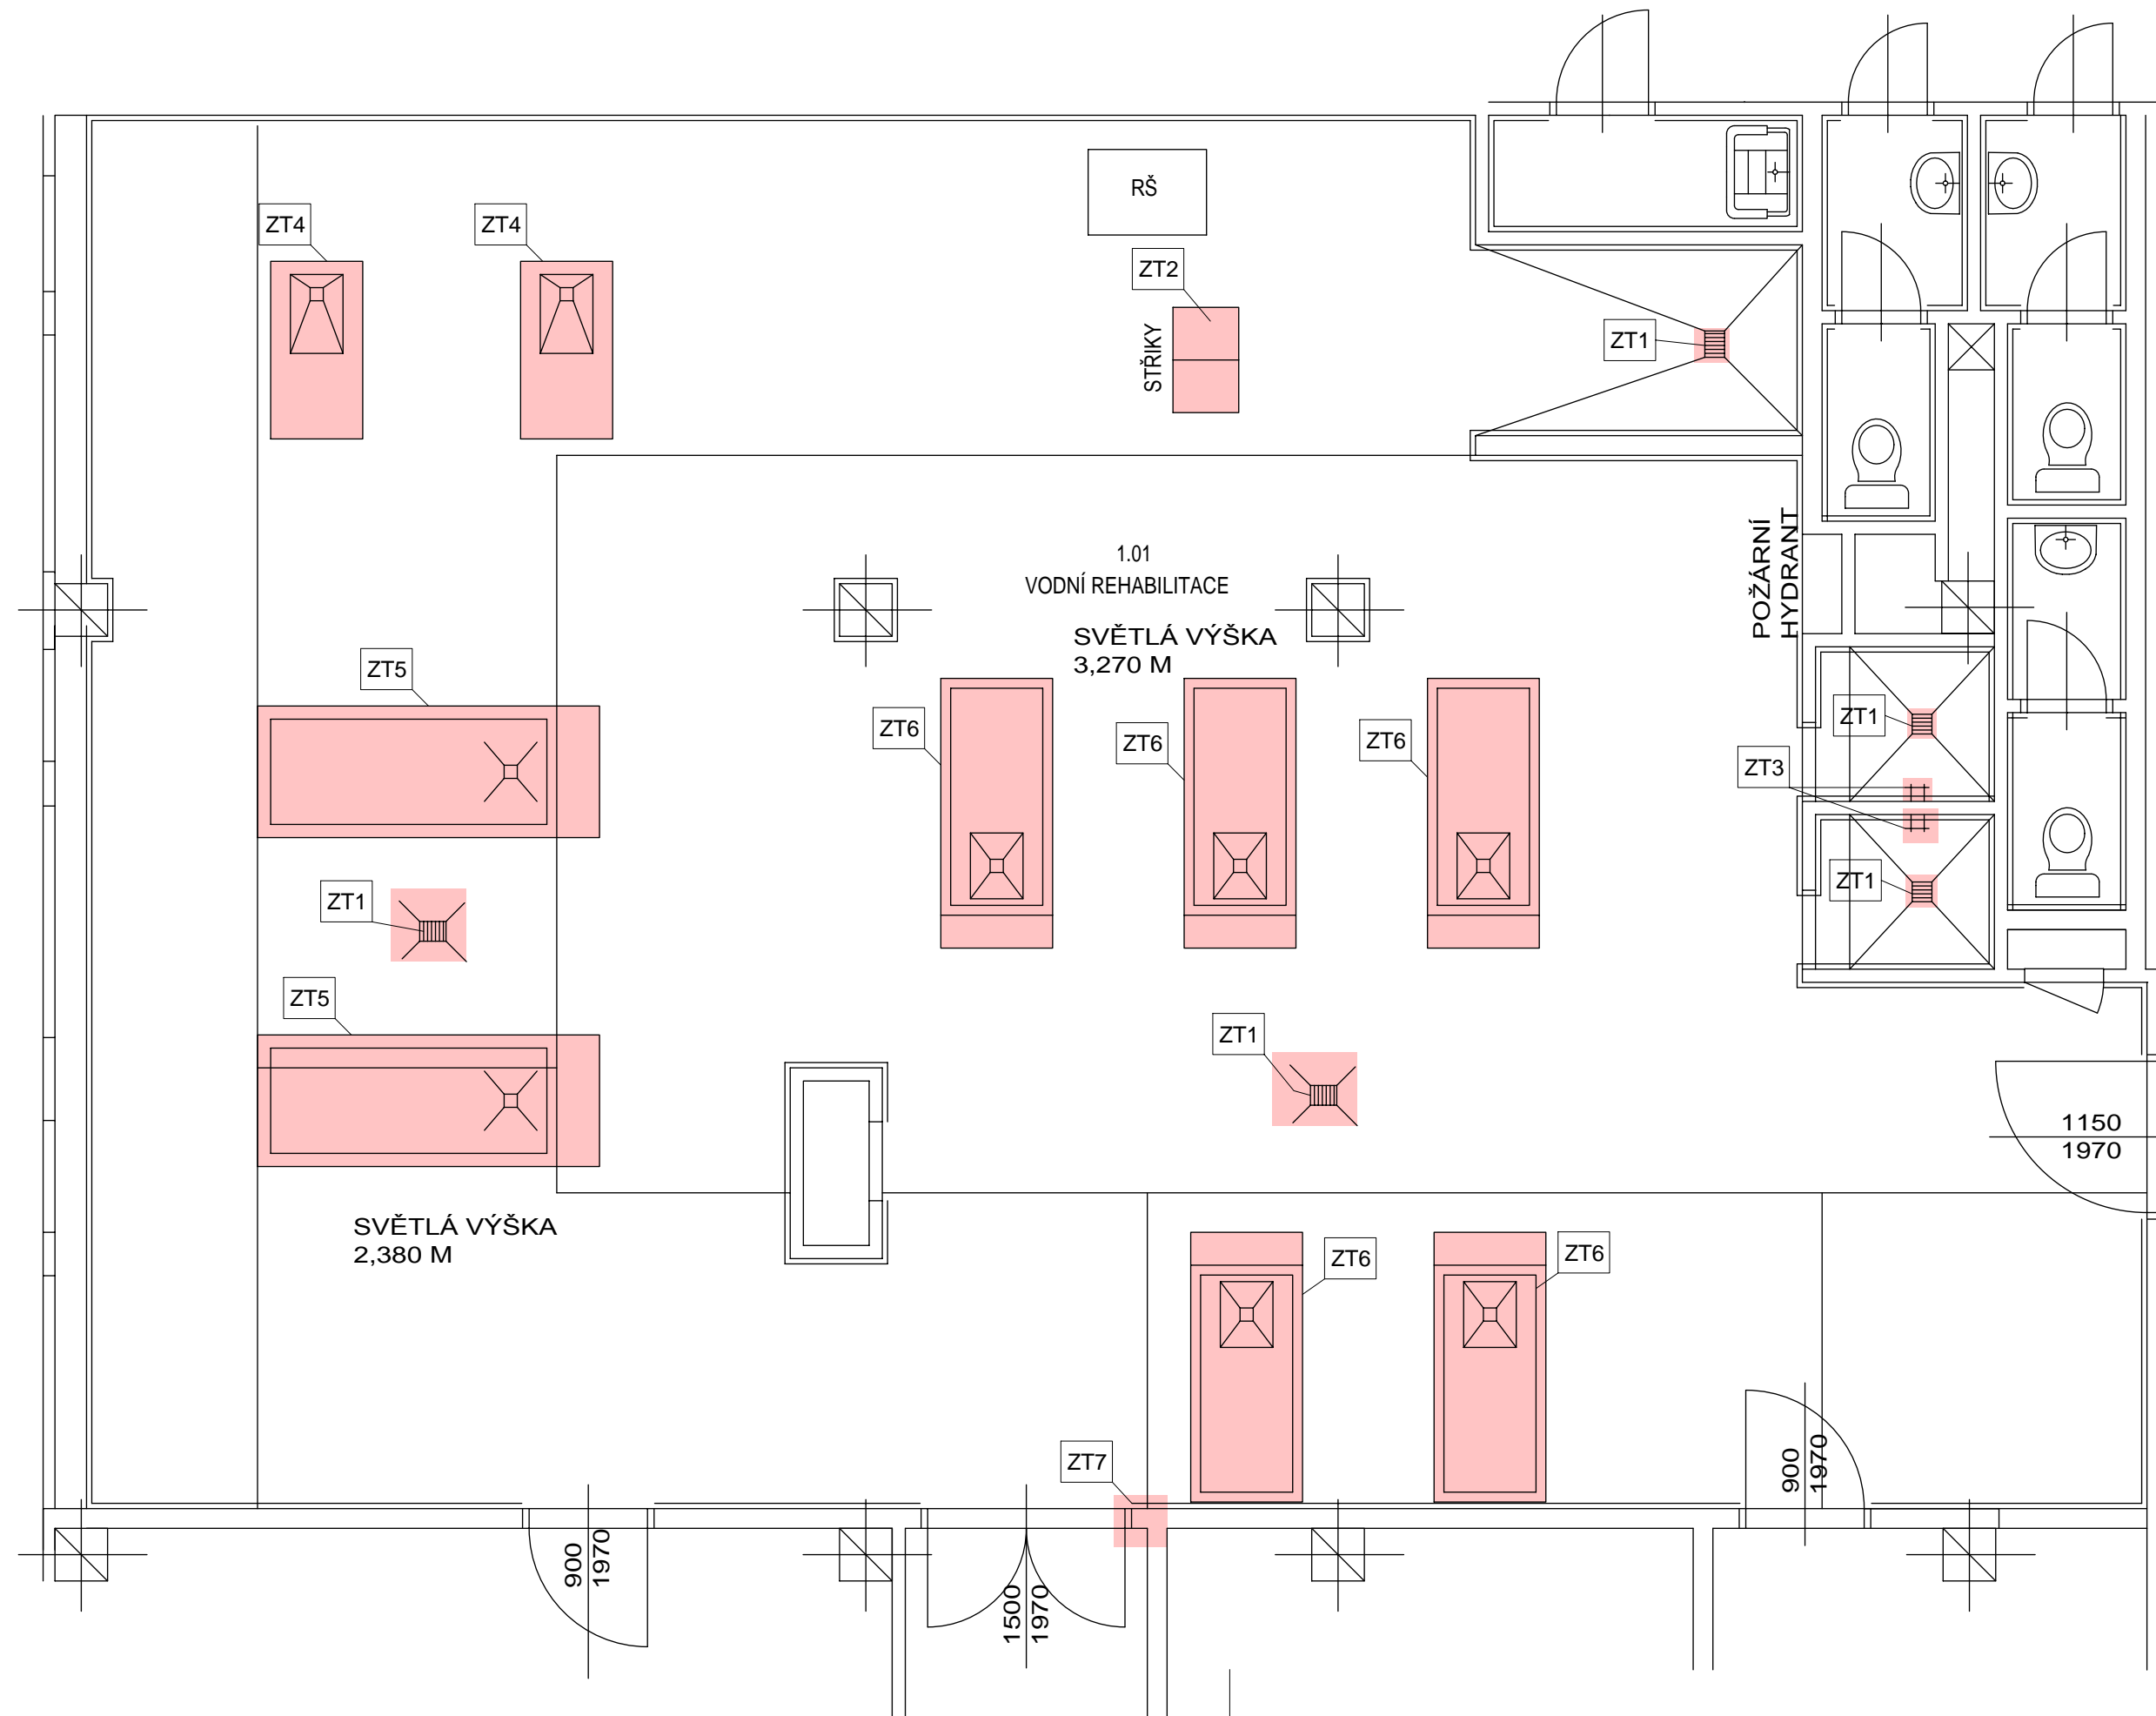 RŠ
ZT4
ZT4
ZT2
STŘIKY
ZT1
1.01
VODNÍ REHABILITACE
POŽÁRNÍ
HYDRANT
SVĚTLÁ VÝŠKA
3,270 M
ZT5
ZT6
ZT6
ZT6
ZT1
ZT3
ZT1
ZT1
ZT5
ZT1
1150
1970
SVĚTLÁ VÝŠKA
2,380 M
ZT6
ZT6
ZT7
900
1970
900
1970
1500
1970